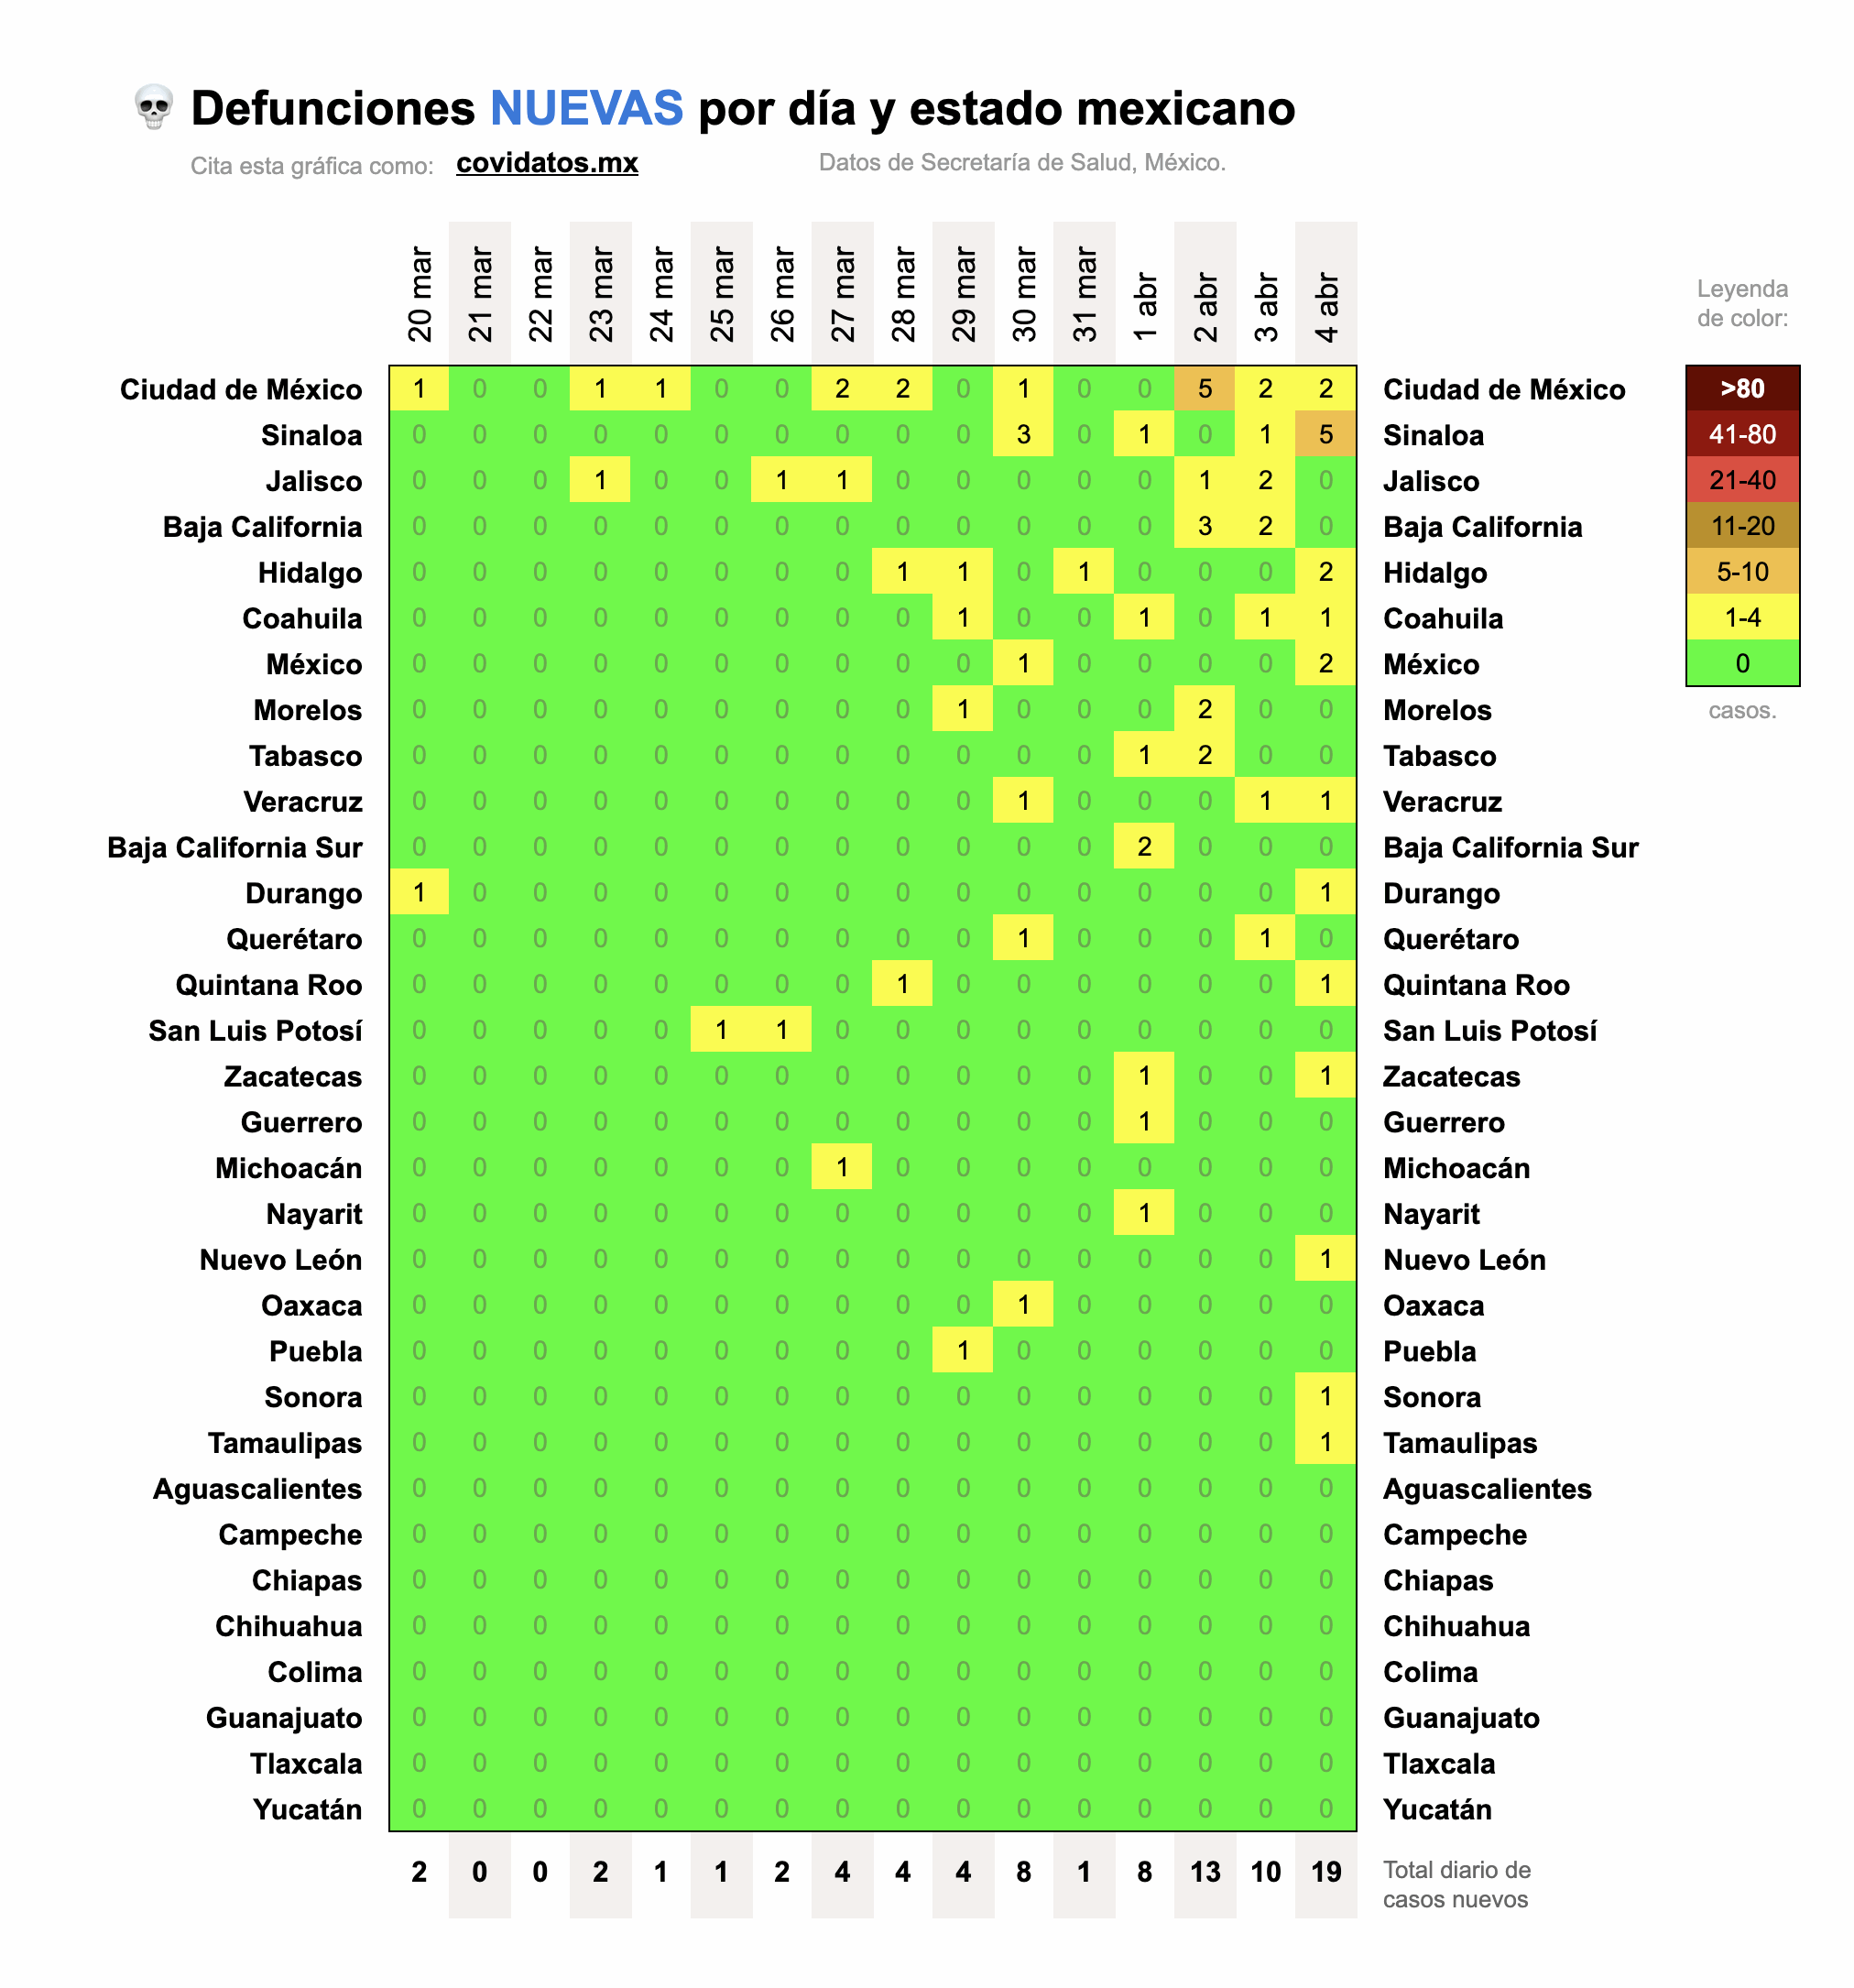 💀 Defunciones NUEVAS por día y estado mexicano
Cita esta gráfica como: covidatos.mx Datos de Secretaría de Salud, México.
20 mar 21 mar 22 mar 23 mar 24 mar 25 mar 26 mar 27 mar 28 mar 29 mar 30 mar 31 mar 1 abr 2 abr 3 abr 4 abr
Leyenda
de color:
Ciudad de México 1 0 0 1 1 0 0 2 2 0 1 0 0 5 2 2 Ciudad de México >80
Sinaloa 0 0 0 0 0 0 0 0 0 0 3 0 1 0 1 5 Sinaloa 41-80
Jalisco 0 0 0 1 0 0 1 1 0 0 0 0 0 1 2 0 Jalisco 21-40
Baja California 0 0 0 0 0 0 0 0 0 0 0 0 0 3 2 0 Baja California 11-20
Hidalgo 0 0 0 0 0 0 0 0 1 1 0 1 0 0 0 2 Hidalgo 5-10
Coahuila 0 0 0 0 0 0 0 0 0 1 0 0 1 0 1 1 Coahuila 1-4
México 0 0 0 0 0 0 0 0 0 0 1 0 0 0 0 2 México 0
Morelos 0 0 0 0 0 0 0 0 0 1 0 0 0 2 0 0 Morelos casos.
Tabasco 0 0 0 0 0 0 0 0 0 0 0 0 1 2 0 0 Tabasco
Veracruz 0 0 0 0 0 0 0 0 0 0 1 0 0 0 1 1 Veracruz
Baja California Sur 0 0 0 0 0 0 0 0 0 0 0 0 2 0 0 0 Baja California Sur
Durango 1 0 0 0 0 0 0 0 0 0 0 0 0 0 0 1 Durango
Querétaro 0 0 0 0 0 0 0 0 0 0 1 0 0 0 1 0 Querétaro
Quintana Roo 0 0 0 0 0 0 0 0 1 0 0 0 0 0 0 1 Quintana Roo
San Luis Potosí 0 0 0 0 0 1 1 0 0 0 0 0 0 0 0 0 San Luis Potosí
Zacatecas 0 0 0 0 0 0 0 0 0 0 0 0 1 0 0 1 Zacatecas
Guerrero 0 0 0 0 0 0 0 0 0 0 0 0 1 0 0 0 Guerrero
Michoacán 0 0 0 0 0 0 0 1 0 0 0 0 0 0 0 0 Michoacán
Nayarit 0 0 0 0 0 0 0 0 0 0 0 0 1 0 0 0 Nayarit
Nuevo León 0 0 0 0 0 0 0 0 0 0 0 0 0 0 0 1 Nuevo León
Oaxaca 0 0 0 0 0 0 0 0 0 0 1 0 0 0 0 0 Oaxaca
Puebla 0 0 0 0 0 0 0 0 0 1 0 0 0 0 0 0 Puebla
Sonora 0 0 0 0 0 0 0 0 0 0 0 0 0 0 0 1 Sonora
Tamaulipas 0 0 0 0 0 0 0 0 0 0 0 0 0 0 0 1 Tamaulipas
Aguascalientes 0 0 0 0 0 0 0 0 0 0 0 0 0 0 0 0 Aguascalientes
Campeche 0 0 0 0 0 0 0 0 0 0 0 0 0 0 0 0 Campeche
Chiapas 0 0 0 0 0 0 0 0 0 0 0 0 0 0 0 0 Chiapas
Chihuahua 0 0 0 0 0 0 0 0 0 0 0 0 0 0 0 0 Chihuahua
Colima 0 0 0 0 0 0 0 0 0 0 0 0 0 0 0 0 Colima
Guanajuato 0 0 0 0 0 0 0 0 0 0 0 0 0 0 0 0 Guanajuato
Tlaxcala 0 0 0 0 0 0 0 0 0 0 0 0 0 0 0 0 Tlaxcala
Yucatán 0 0 0 0 0 0 0 0 0 0 0 0 0 0 0 0 Yucatán
2 0 0 2 1 1 2 4 4 4 8 1 8 13 10 19 Total diario de
casos nuevos